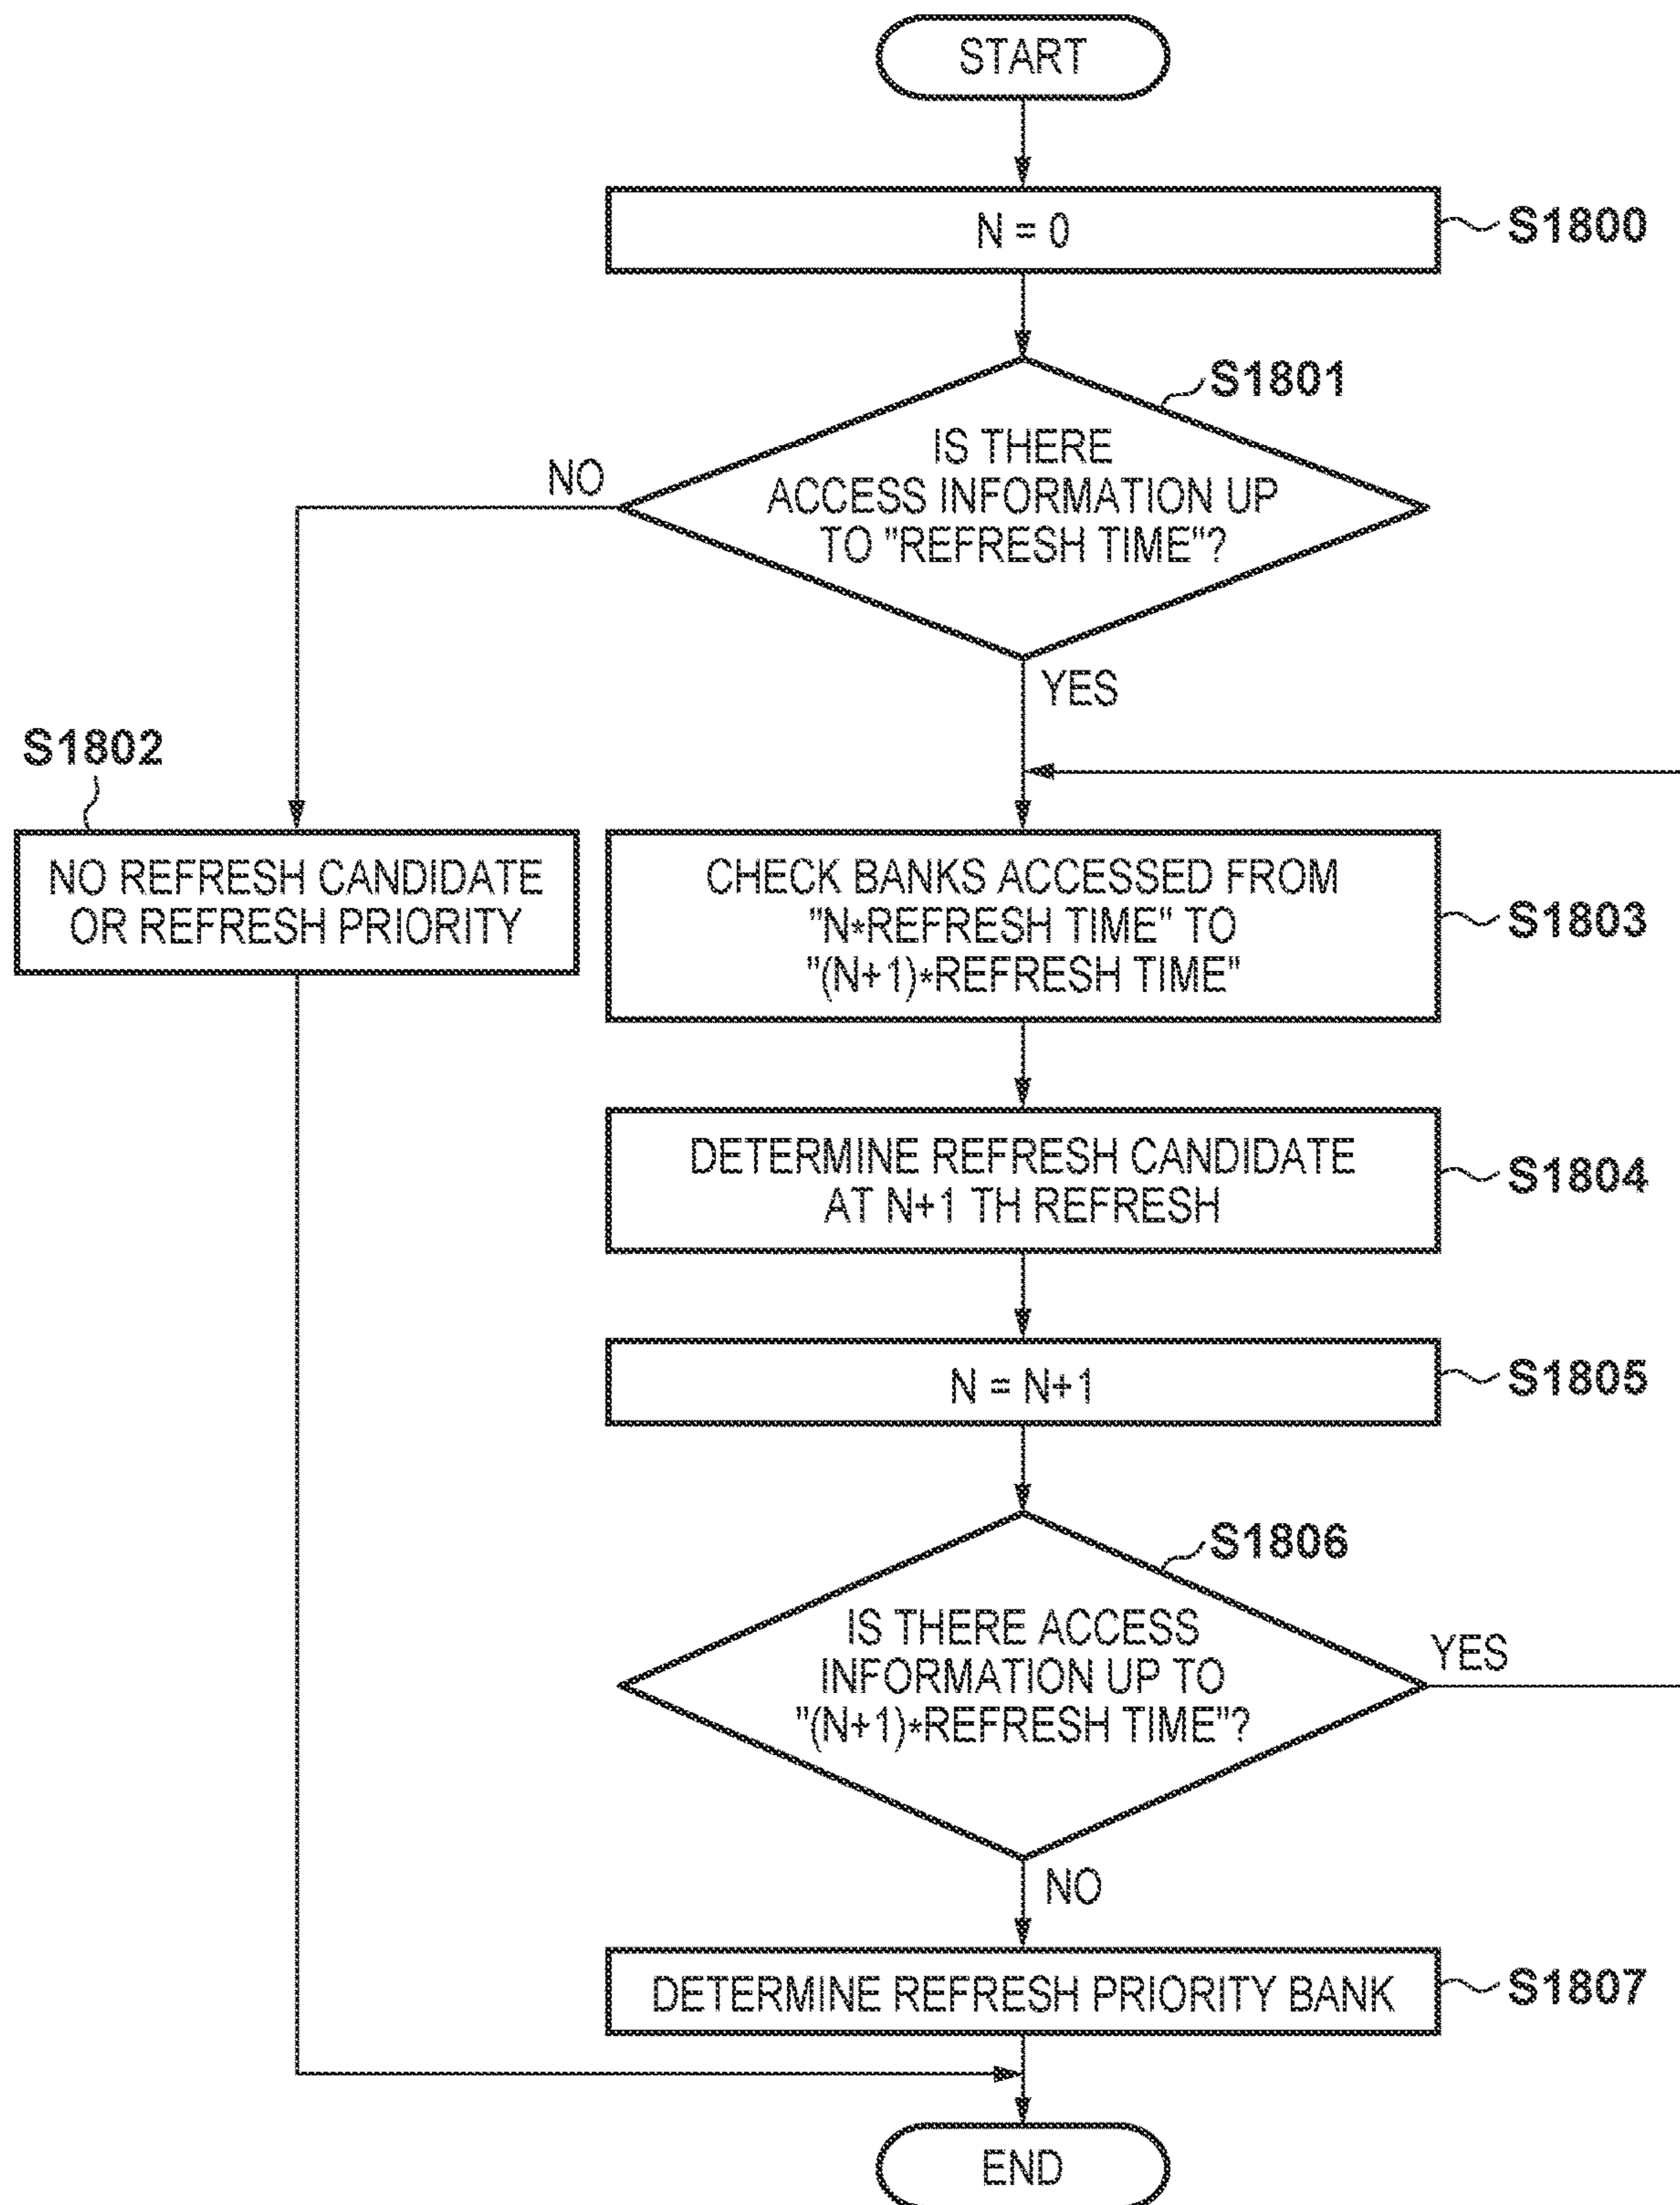 START
N = 0
S1800
S1801
IS THERE
ACCESS INFORMATION UP
TO "REFRESH TIME"?
NO
YES
S1802
NO REFRESH CANDIDATE
OR REFRESH PRIORITY
CHECK BANKS ACCESSED FROM
"N*REFRESH TIME" TO
"(N+1)*REFRESH TIME"
S1803
DETERMINE REFRESH CANDIDATE
AT N+1 TH REFRESH
S1804
N = N+1
S1805
S1806
IS THERE ACCESS
INFORMATION UP TO
"(N+1)*REFRESH TIME"?
YES
NO
DETERMINE REFRESH PRIORITY BANK
S1807
END